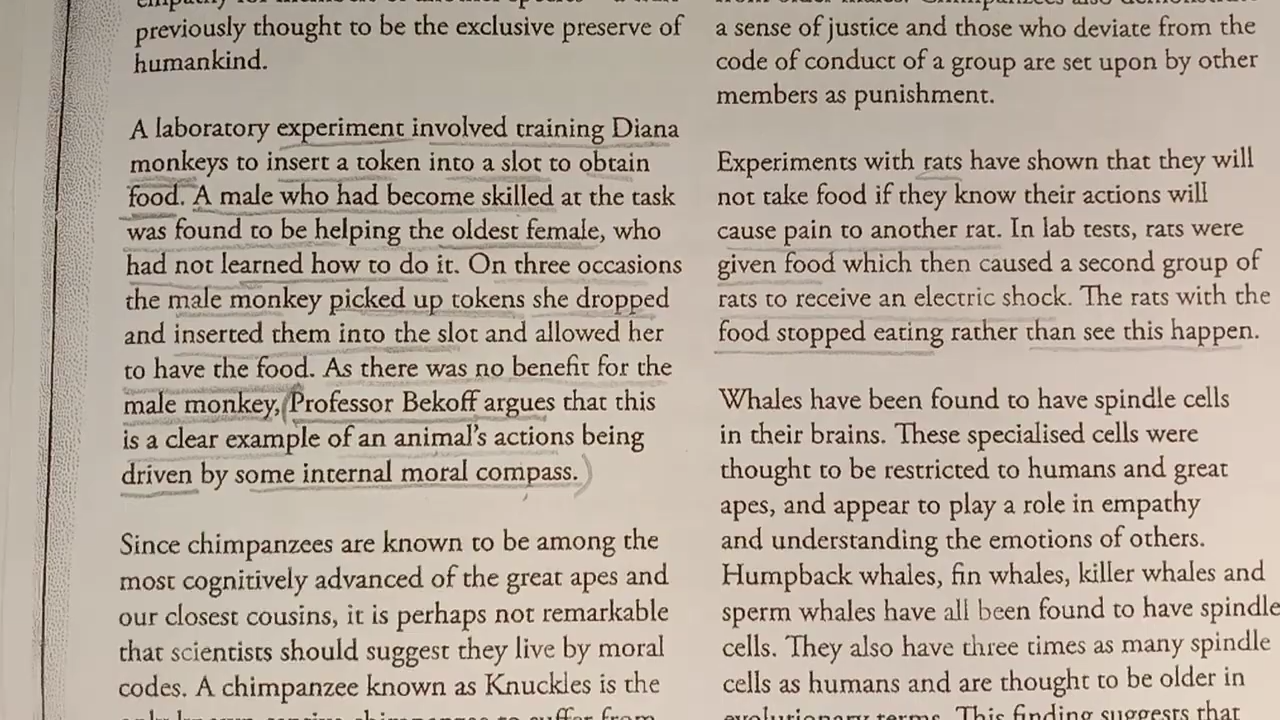 previously thought to be the exclusive preserve of
humankind.
A laboratory experiment involved training Diana
monkeys to insert a token into a slot to obtain
food. A male who had become skilled at the task
was found to be helping the oldest female, who
had not learned how to do it. On three occasions
the male monkey picked up tokens she dropped
and inserted them into the slot and allowed her
to have the food. As there was no benefit for the
male monkey, (Professor Bekoff argues that this
is a clear example of an animal's actions being
driven by some internal moral compass.)
Since chimpanzees are known to be among the
most cognitively advanced of the great apes and
our closest cousins, it is perhaps not remarkable
that scientists should suggest they live by moral
codes. A chimpanzee known as Knuckles is the
a sense of justice and those who deviate from the
code of conduct of a group are set upon by other
members as punishment.
Experiments with rats have shown that they will
not take food if they know their actions will
cause pain to another rat. In lab tests, rats were
given food which then caused a second group of
rats to receive an electric shock. The rats with the
food stopped eating rather than see this happen.
Whales have been found to have spindle cells
in their brains. These specialised cells were
thought to be restricted to humans and great
apes, and appear to play a role in empathy
and understanding the emotions of others.
Humpback whales, fin whales, killer whales and
sperm whales have all been found to have spindle
cells. They also have three times as many spindle
cells as humans and are thought to be older in
evolutionary terms. This finding suggests that